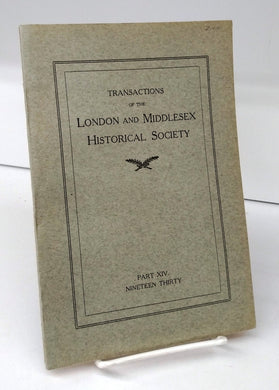 TRANSACTIONS
OF THE
LONDON AND MIDDLESEX
HISTORICAL SOCIETY
PART XIV.
NINETEEN THIRTY